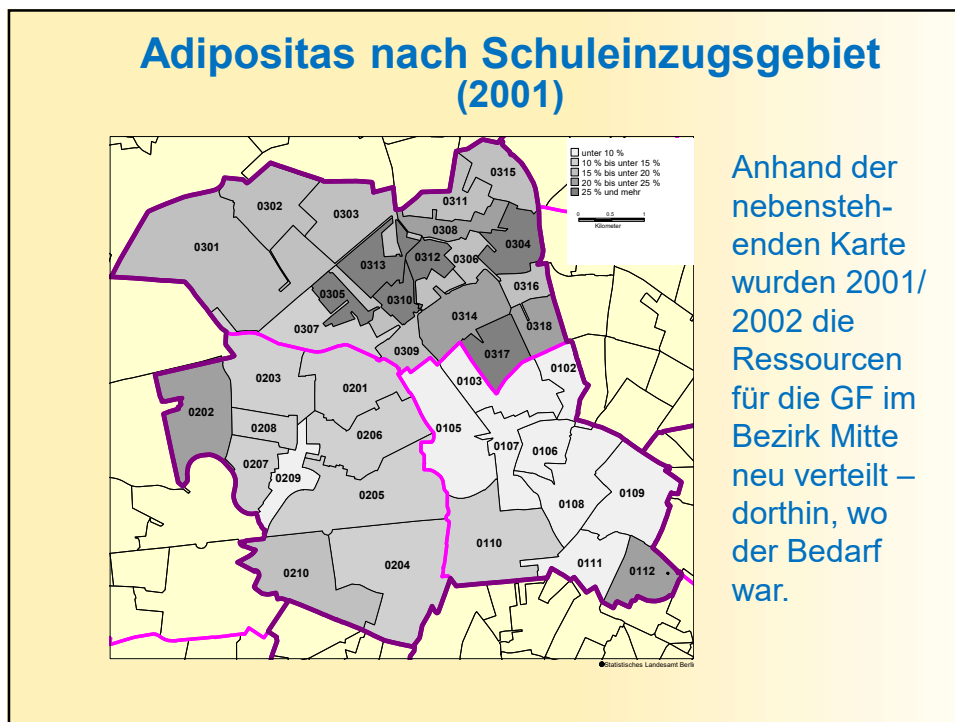 Adipositas nach Schuleinzugsgebiet
(2001)
unter 10 %
10 % bis unter 15 %
15 % bis unter 20 %
20 % bis unter 25 %
25 % und mehr
0 0.5 1
Kilometer
0315
0302
0311
0303
0308
0304
0301
0312
0306
0313
0316
0305
0310
0314
0307
0318
0309
0317
0103
0102
0203
0201
0202
0105
0208
0206
0107
0106
0207
0209
0205
0109
0108
0110
0111
0204
0210
0112
Statistisches Landesamt Berlin
Anhand der
nebensteh-
enden Karte
wurden 2001/
2002 die
Ressourcen
für die GF im
Bezirk Mitte
neu verteilt –
dorthin, wo
der Bedarf
war.